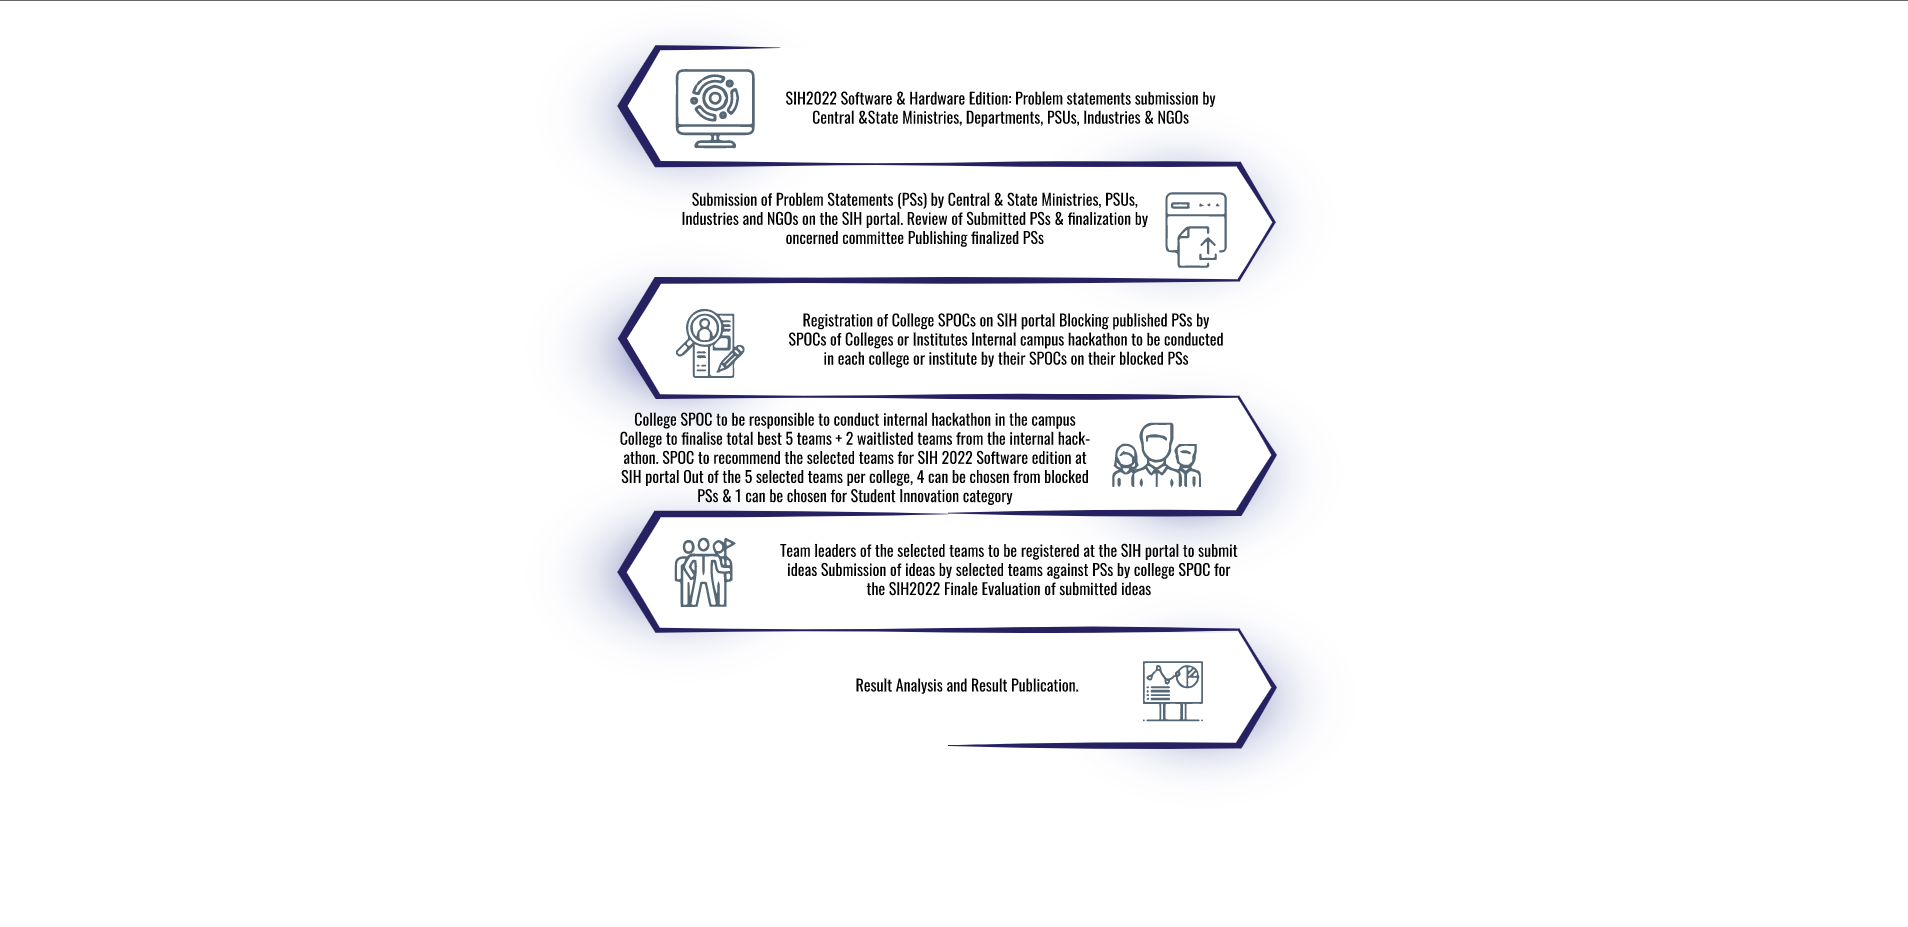 SIH2022 Software & Hardware Edition: Problem statements submission by
Central &State Ministries, Departments, PSUs, Industries & NGOs
Submission of Problem Statements (PSs) by Central & State Ministries, PSUs,
Industries and NGOs on the SIH portal. Review of Submitted PSs & finalization by
oncerned committee Publishing finalized PSs
Registration of College SPOCs on SIH portal Blocking published PSs by
SPOCs of Colleges or Institutes Internal campus hackathon to be conducted
in each college or institute by their SPOCs on their blocked PSs
College SPOC to be responsible to conduct internal hackathon in the campus
College to finalise total best 5 teams + 2 waitlisted teams from the internal hack-
athon. SPOC to recommend the selected teams for SIH 2022 Software edition at
SIH portal Out of the 5 selected teams per college, 4 can be chosen from blocked
PSs & 1 can be chosen for Student Innovation category
Team leaders of the selected teams to be registered at the SIH portal to submit
ideas Submission of ideas by selected teams against PSs by college SPOC for
the SIH2022 Finale Evaluation of submitted ideas
Result Analysis and Result Publication.